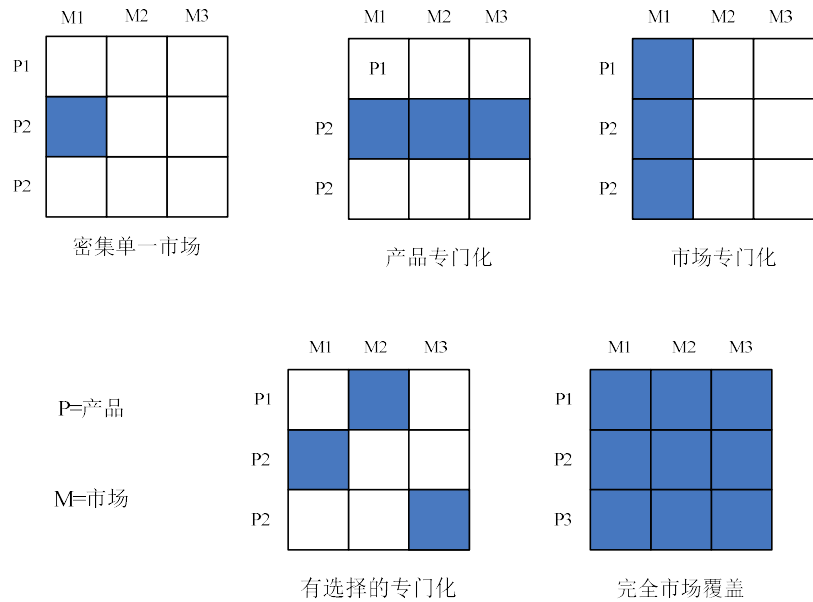 M1 M2 M3
P1
P2
P2
密集单一市场
M1 M2 M3
P1
P2
P2
产品专门化
M1 M2 M3
P1
P2
P2
市场专门化
P=产品
M=市场
M1 M2 M3
P1
P2
P2
有选择的专门化
M1 M2 M3
P1
P2
P3
完全市场覆盖